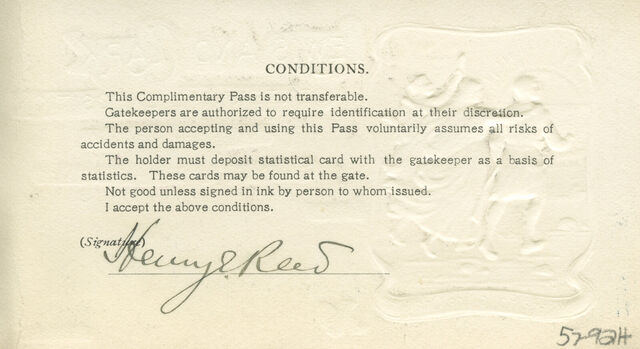 CONDITIONS.
This Complimentary Pass is not transferable.
Gatekeepers are authorized to require identification at their discretion.
The person accepting and using this Pass voluntarily assumes all risks of
accidents and damages.
The holder must deposit statistical card with the gatekeeper as a basis of
statistics. These cards may be found at the gate.
Not good unless signed in ink by person to whom issued.
I accept the above conditions.
(Signature) Henry E. Reed